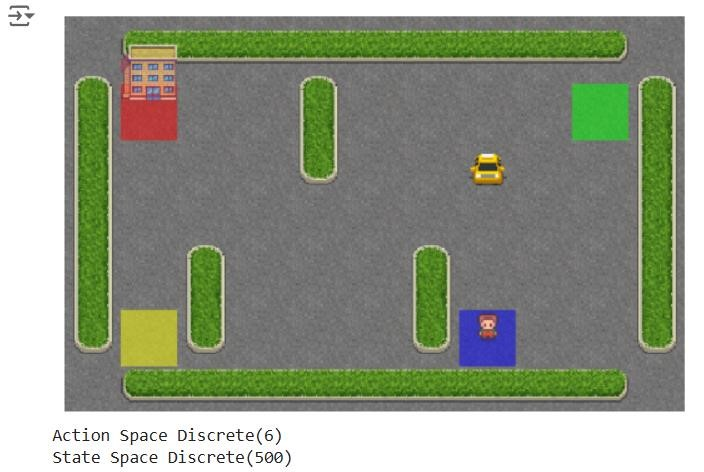 Action Space Discrete(6)
State Space Discrete(500)